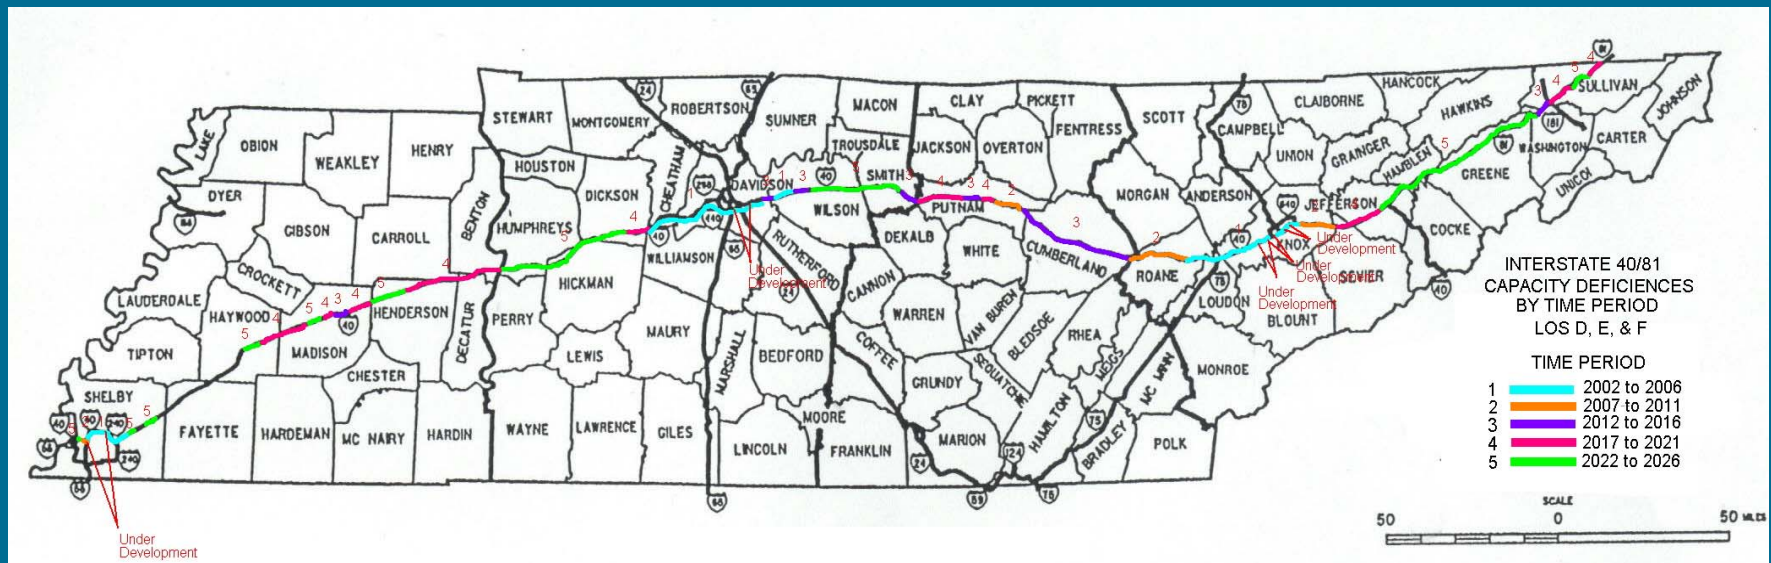 HANCOCK
SULLIVAN
JOHNSON
CLAIBORNE
HAWKINS
STEWART
MONTGOMERY
ROBERTSON
SUMNER
MACON
CLAY
PICKETT
FENTRESS
SCOTT
CAMPBELL
LAKE
OBION
WEAKLEY
HENRY
HOUSTON
CHEATHAM
TROUSDALE
JACKSON
OVERTON
UNION
GRAINGER
HAMBLEN
WASHINGTON
CARTER
GREENE
UNICOI
DYER
BENTON
DICKSON
DAVIDSON
SMITH
MORGAN
ANDERSON
JEFFERSON
GIBSON
CARROLL
HUMPHREYS
WILSON
PUTNAM
DEKALB
WHITE
CUMBERLAND
KNOX
COCKE
Under
Development
CROCKETT
WILLIAMSON
RUTHERFORD
Under
Development
CANNON
ROANE
Under
Development
SEVIER
Under
Development
LAUDERDALE
HAYWOOD
HENDERSON
DECATUR
HICKMAN
PERRY
LOUDON
BLOUNT
TIPTON
MADISON
MAURY
WARREN
VAN BUREN
BLEDSOE
RHEA
MEIGS
LEWIS
MARSHALL
BEDFORD
COFFEE
MC MINN
MONROE
CHESTER
GRUNDY
SHELBY
FAYETTE
HARDEMAN
MC NAIRY
HARDIN
WAYNE
LAWRENCE
GILES
MOORE
LINCOLN
FRANKLIN
MARION
HAMILTON
BRADLEY
POLK
Under
Development
INTERSTATE 40/81
CAPACITY DEFICIENCES
BY TIME PERIOD
LOS D, E, & F
TIME PERIOD
1 2002 to 2006
2 2007 to 2011
3 2012 to 2016
4 2017 to 2021
5 2022 to 2026
SCALE
50 0 50 MILES